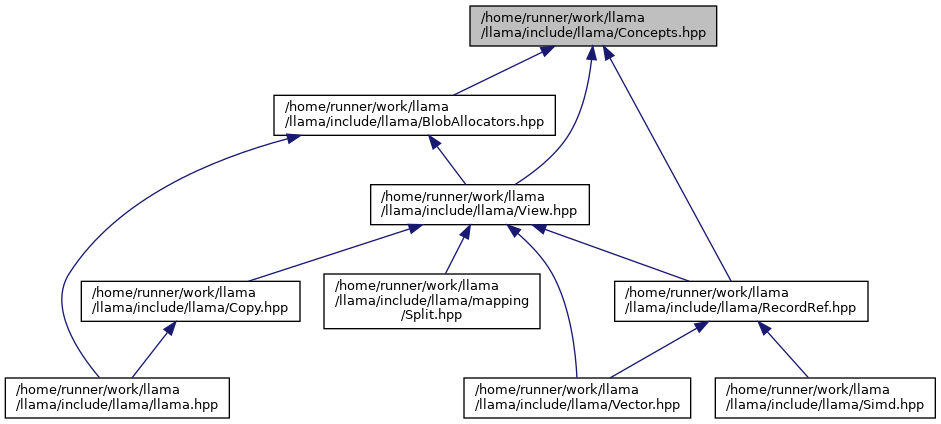 /home/runner/work/llama
/llama/include/llama/Concepts.hpp
/home/runner/work/llama
/llama/include/llama/BlobAllocators.hpp
/home/runner/work/llama
/llama/include/llama/View.hpp
/home/runner/work/llama
/llama/include/llama/Copy.hpp
/home/runner/work/llama
/llama/include/llama/mapping
/Split.hpp
/home/runner/work/llama
/llama/include/llama/RecordRef.hpp
/home/runner/work/llama
/llama/include/llama/llama.hpp
/home/runner/work/llama
/llama/include/llama/Vector.hpp
/home/runner/work/llama
/llama/include/llama/Simd.hpp